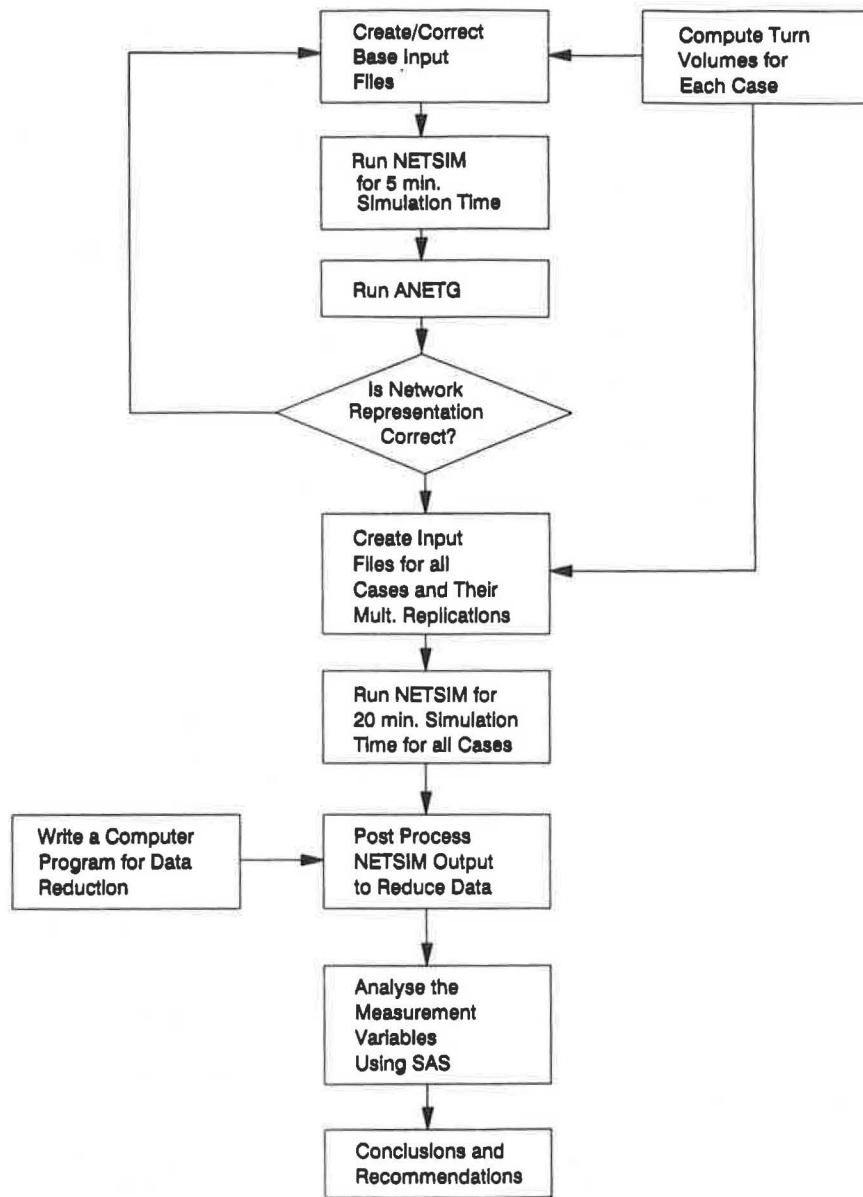 Create/Correct
Base Input
Files
Compute Turn
Volumes for
Each Case
Run NETSIM
for 5 min.
Simulation Time
Run ANETG
Is Network
Representation
Correct?
Create Input
Files for all
Cases and Their
Mult. Replications
Run NETSIM for
20 min. Simulation
Time for all Cases
Write a Computer
Program for Data
Reduction
Post Process
NETSIM Output
to Reduce Data
Analyse the
Measurement
Variables
Using SAS
Conclusions and
Recommendations